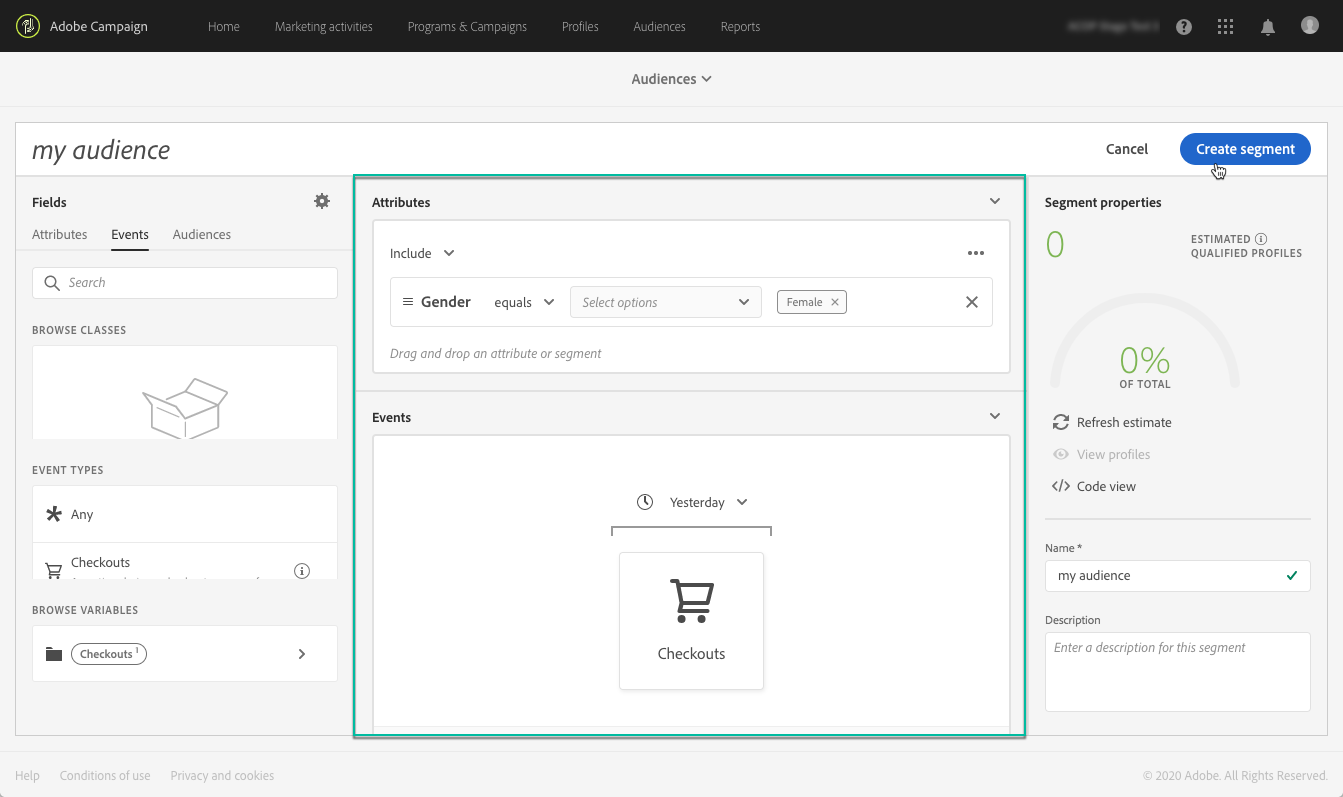 Adobe Campaign
Home
Marketing activities
Programs & Campaigns
Profiles
Audiences
Reports
Audiences
my audience
Cancel
Create segment
Fields
Attributes
Events
Audiences
Search
BROWSE CLASSES
EVENT TYPES
Any
Checkouts
BROWSE VARIABLES
Checkouts 1
Attributes
Include
Gender equals Select options Female
Drag and drop an attribute or segment
Events
Yesterday
Checkouts
Segment properties
0
ESTIMATED
QUALIFIED PROFILES
0%
OF TOTAL
Refresh estimate
View profiles
Code view
Name *
my audience
Description
Enter a description for this segment
Help
Conditions of use
Privacy and cookies
© 2020 Adobe. All Rights Reserved.